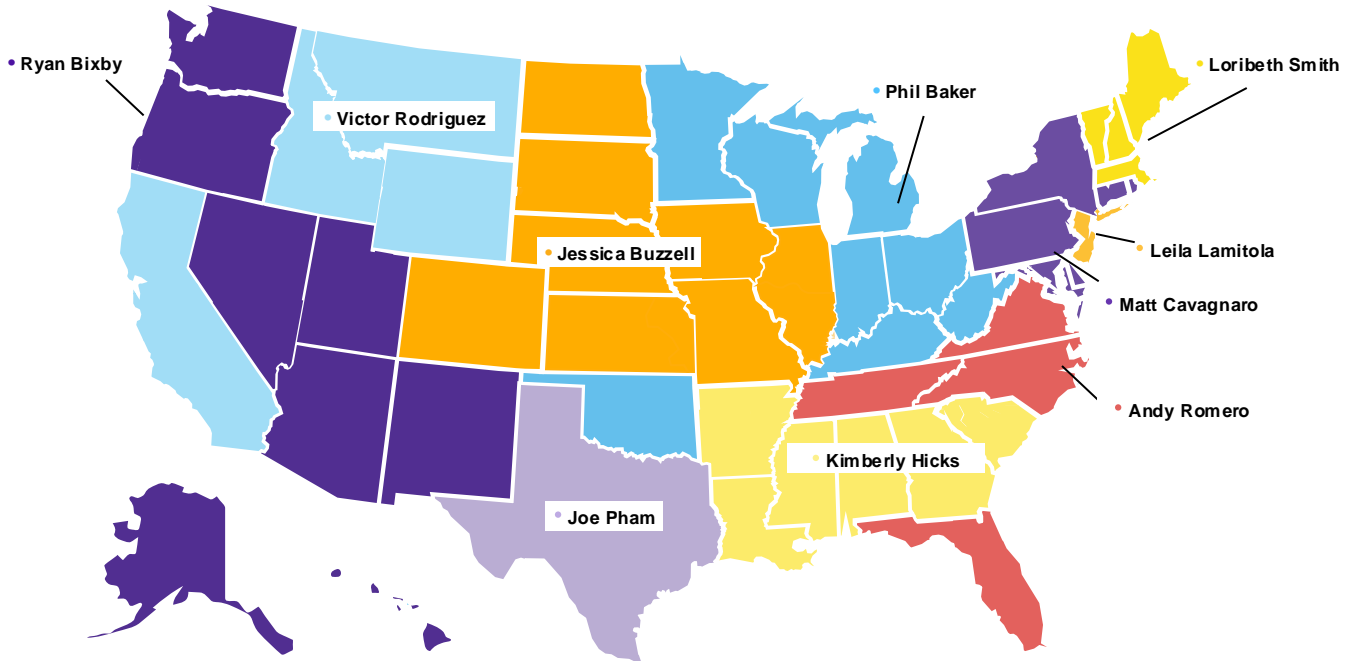 • Ryan Bixby
• Loribeth Smith
• Phil Baker
• Victor Rodriguez
• Jessica Buzzell
• Leila Lamitola
• Matt Cavagnaro
• Andy Romero
• Kimberly Hicks
• Joe Pham